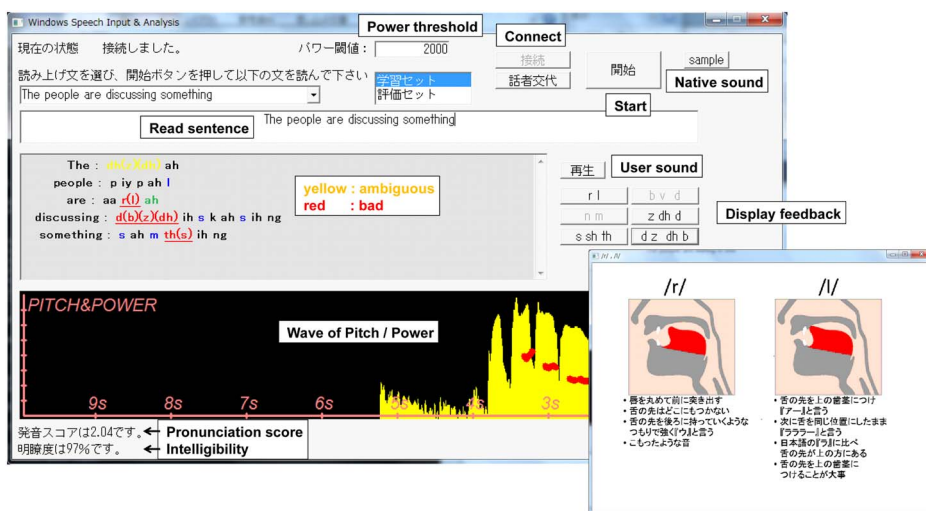 Windows Speech Input & Analysis
現在の状態 接続しました。
パワー閾値： 2000
Power threshold
Connect
接続
開始
sample
Native sound
読み上げ文を選び、開始ボタンを押して以下の文を読んで下さい
学習セット
話者交代
The people are discussing something
評価セット
Start
Read sentence
The people are discussing something
The : dh(z)(dh) ah
people : p iy p ah l
are : aa r(l) ah
discussing : d(b)(z)(dh) ih s k ah s ih ng
something : s ah m th(s) ih ng
yellow : ambiguous
red : bad
再生
User sound
r l
b v d
n m
z dh d
s sh th
d z dh b
Display feedback
/r/ , /l/
PITCH&POWER
Wave of Pitch / Power
9s 8s 7s 6s 5s 4s 3s
発音スコアは2.04です。
Pronunciation score
明瞭度は97%です。
Intelligibility
/r/
・唇を丸めて前に突き出す
・舌の先はどこにもつかない
・舌の先を後ろに持っていくような
つもりで強く『ウ』と言う
・こもったような音
/l/
・舌の先を上の歯茎につけ
『アー』と言う
・次に舌を同じ位置にしたまま
『ラララー』と言う
・日本語の『ラ』に比べ
舌の先が上の方にある
・舌の先を上の歯茎に
つけることが大事